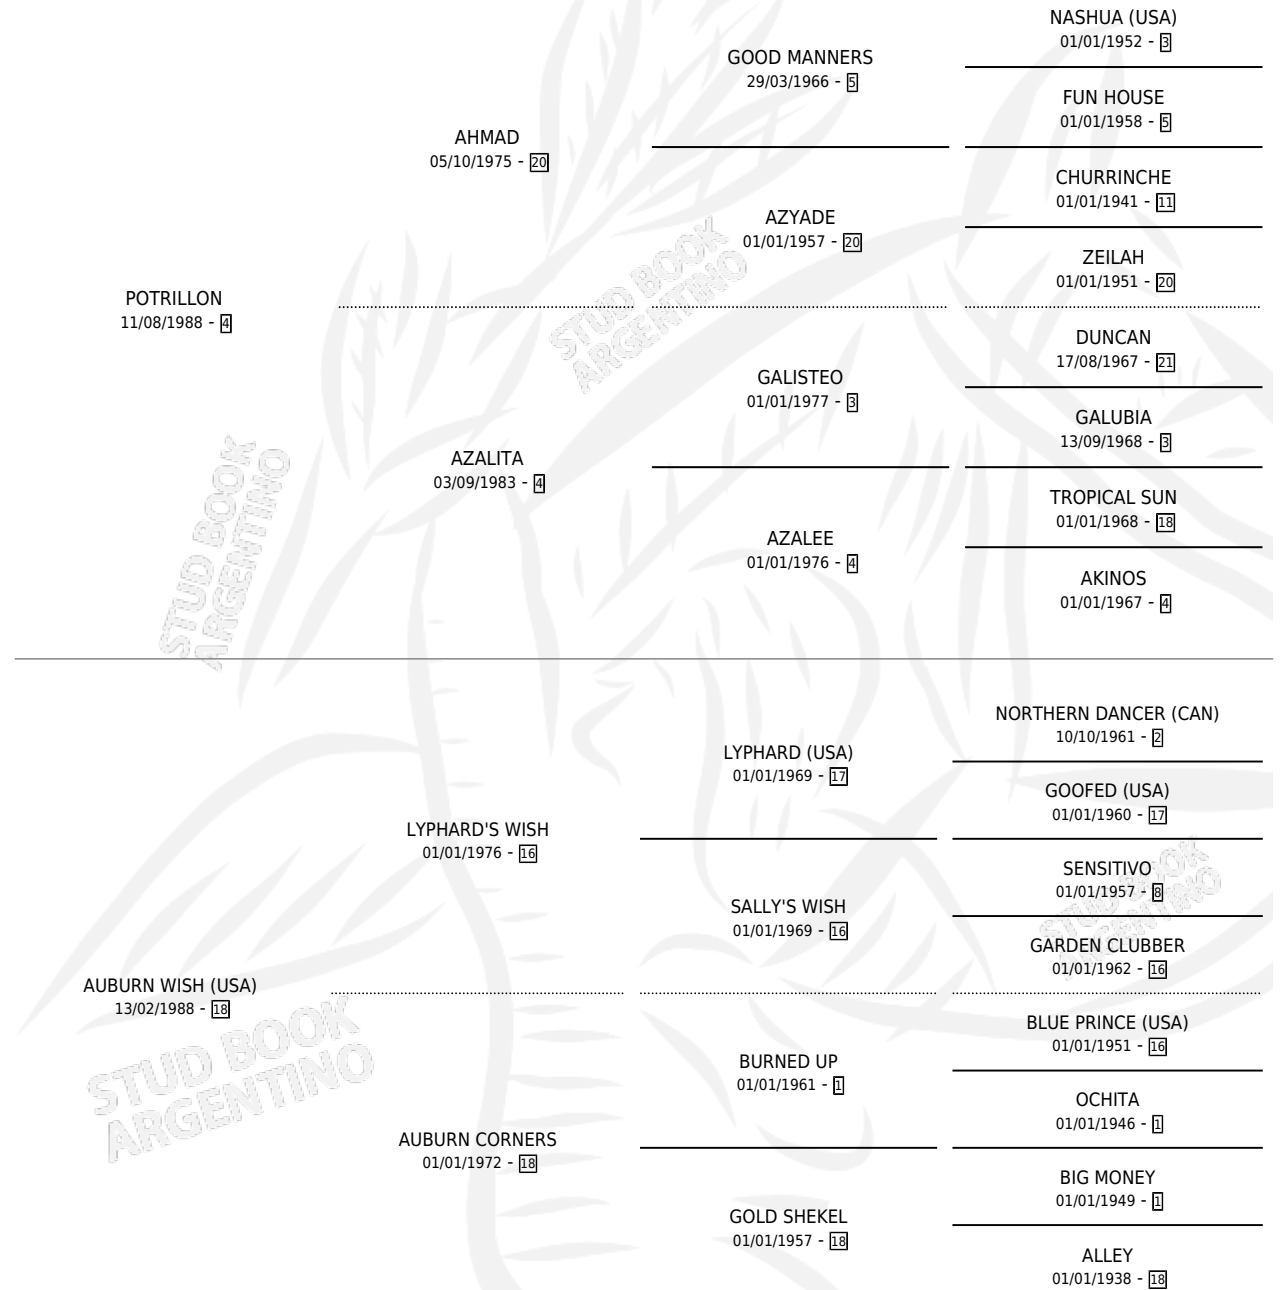 NASHUA (USA)
01/01/1952 - 3
GOOD MANNERS
29/03/1966 - 5
FUN HOUSE
01/01/1958 - 5
AHMAD
05/10/1975 - 20
CHURRINCHE
01/01/1941 - 11
AZYADE
01/01/1957 - 20
ZEILAH
01/01/1951 - 20
POTRILLON
11/08/1988 - 4
DUNCAN
17/08/1967 - 21
GALISTEO
01/01/1977 - 3
GALUBIA
13/09/1968 - 3
AZALITA
03/09/1983 - 4
TROPICAL SUN
01/01/1968 - 18
AZALEE
01/01/1976 - 4
AKINOS
01/01/1967 - 4
STUD BOOK
ARGENTINO
STUD BOOK
ARGENTINO
NORTHERN DANCER (CAN)
10/10/1961 - 2
LYPHARD (USA)
01/01/1969 - 17
GOOFED (USA)
01/01/1960 - 17
LYPHARD'S WISH
01/01/1976 - 16
SENSITIVO
01/01/1957 - 8
SALLY'S WISH
01/01/1969 - 16
GARDEN CLUBBER
01/01/1962 - 16
AUBURN WISH (USA)
13/02/1988 - 18
BLUE PRINCE (USA)
01/01/1951 - 16
BURNED UP
01/01/1961 - 1
OCHITA
01/01/1946 - 1
AUBURN CORNERS
01/01/1972 - 18
BIG MONEY
01/01/1949 - 1
GOLD SHEKEL
01/01/1957 - 18
ALLEY
01/01/1938 - 18
STUD BOOK
ARGENTINO
STUD BOOK
ARGENTINO